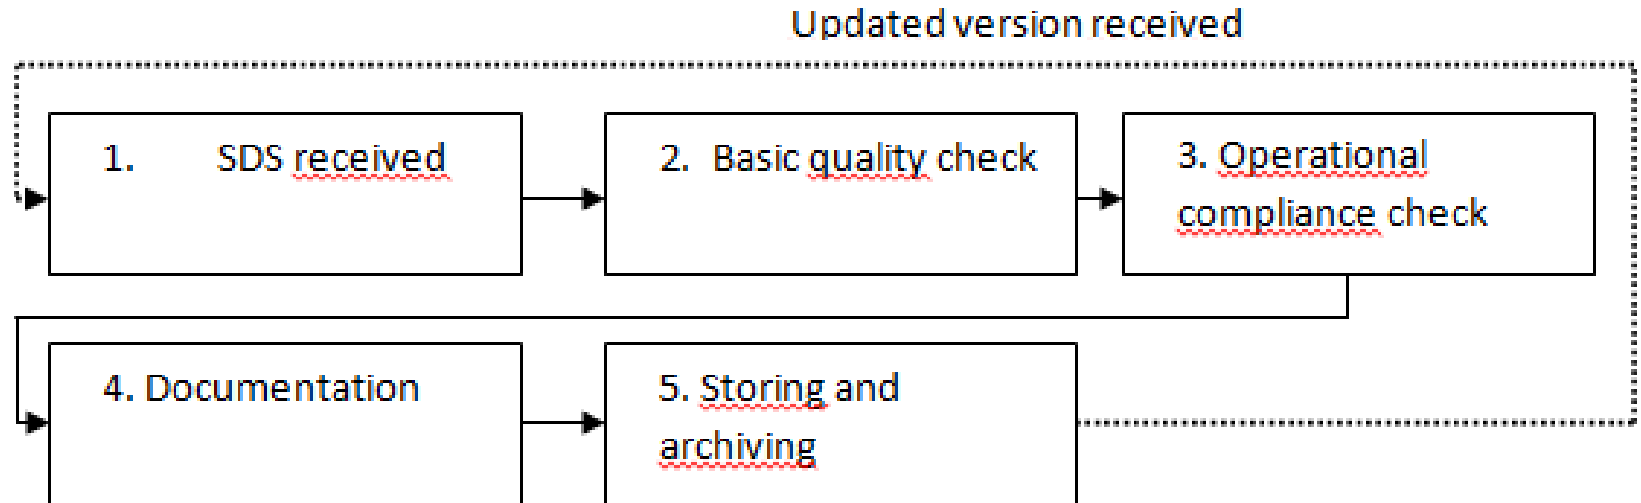 Updated version received
1. SDS received
2. Basic quality check
3. Operational
compliance check
4. Documentation
5. Storing and
archiving